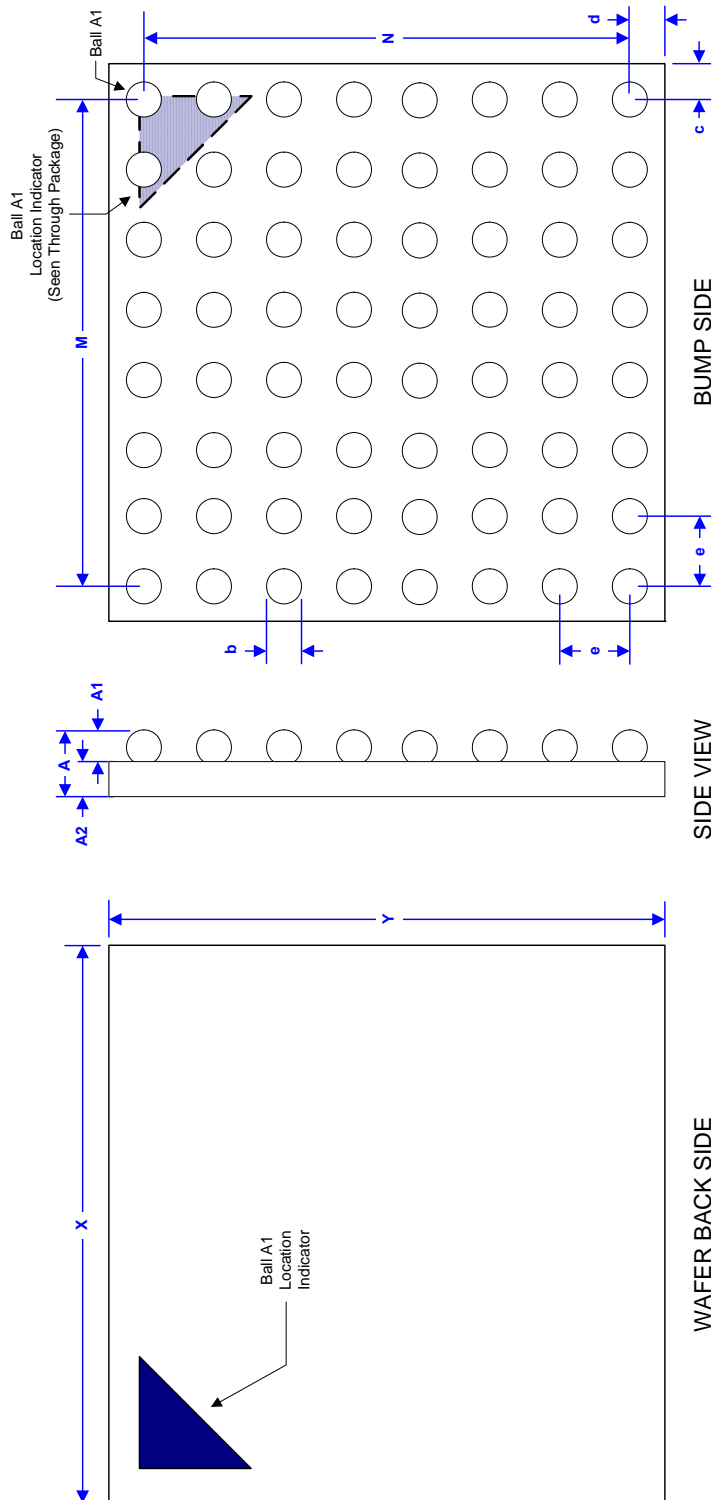 X
Y
Ball A1
Location
Indicator
WAFER BACK SIDE
A2
A
A1
SIDE VIEW
M
N
Ball A1
Location Indicator
(Seen Through Package)
Ball A1
b
e
e
c
d
BUMP SIDE